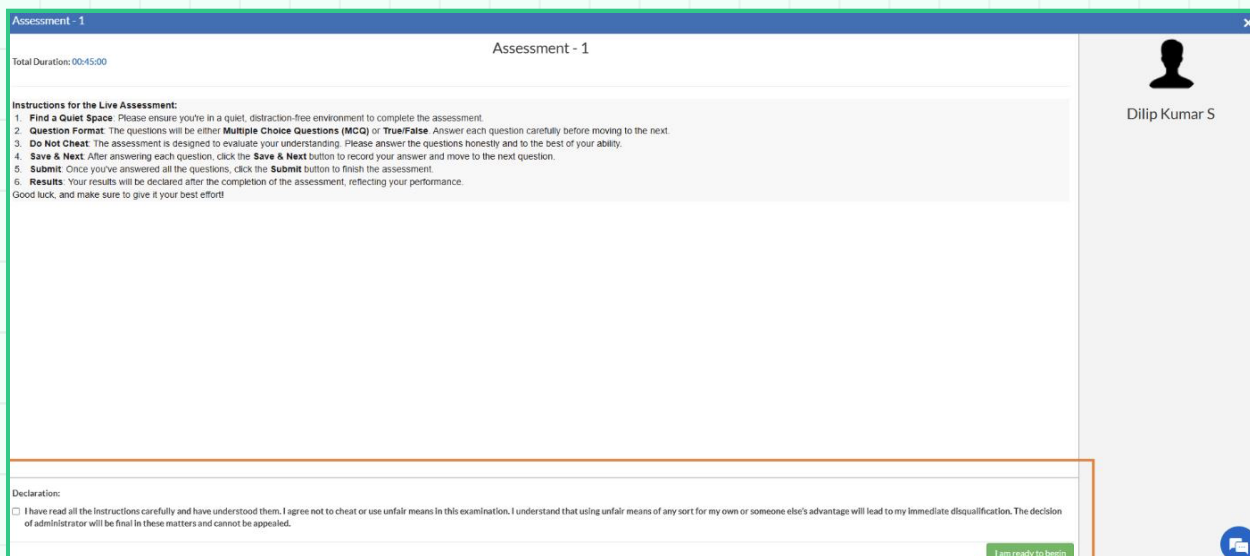 Assessment - 1
Assessment - 1
Total Duration: 00:45:00
Dilip Kumar S
Instructions for the Live Assessment:
1. Find a Quiet Space: Please ensure you're in a quiet, distraction-free environment to complete the assessment.
2. Question Format: The questions will be either Multiple Choice Questions (MCQ) or True/False. Answer each question carefully before moving to the next.
3. Do Not Cheat: The assessment is designed to evaluate your understanding. Please answer the questions honestly and to the best of your ability.
4. Save & Next: After answering each question, click the Save & Next button to record your answer and move to the next question.
5. Submit: Once you've answered all the questions, click the Submit button to finish the assessment.
6. Results: Your results will be declared after the completion of the assessment, reflecting your performance.
Good luck, and make sure to give it your best effort!
Declaration:
I have read all the instructions carefully and have understood them. I agree not to cheat or use unfair means in this examination. I understand that using unfair means of any sort for my own or someone else's advantage will lead to my immediate disqualification. The decision
of administrator will be final in these matters and cannot be appealed.
I am ready to begin